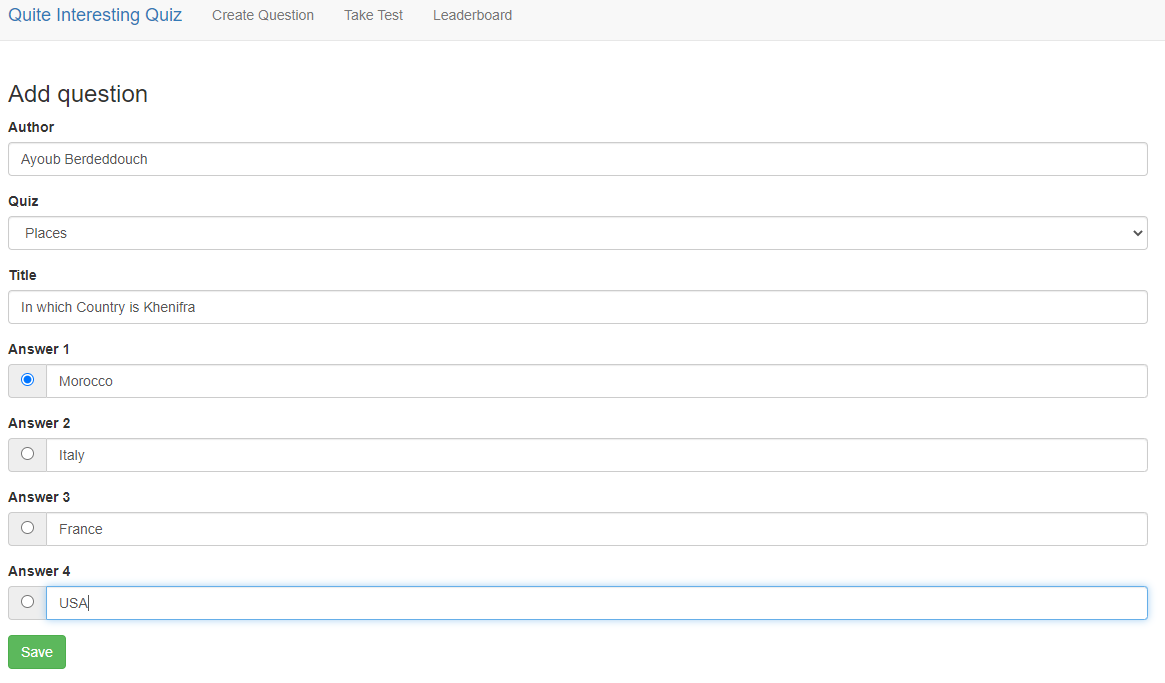 Quite Interesting Quiz Create Question Take Test Leaderboard
Add question
Author
Ayoub Berdeddouch
Quiz
Places
Title
In which Country is Khenifra
Answer 1
Morocco
Answer 2
Italy
Answer 3
France
Answer 4
USA
Save